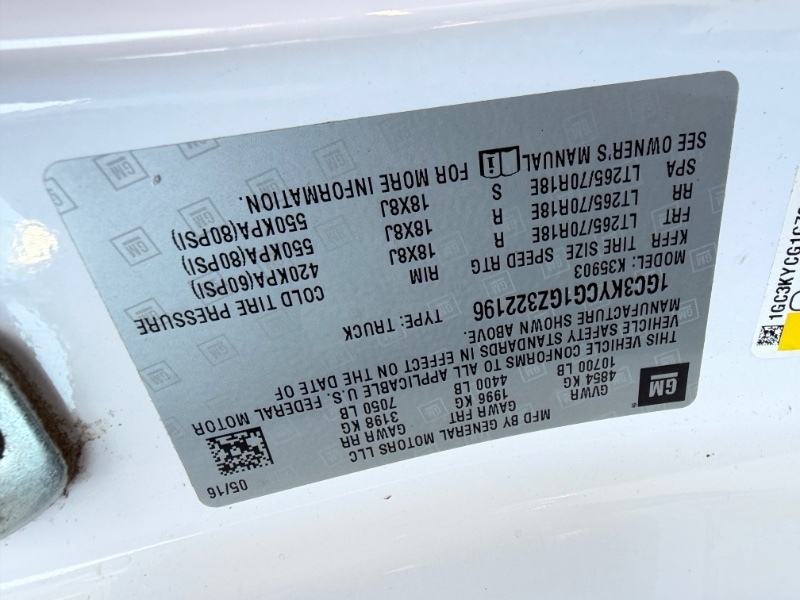 MFD BY GENERAL MOTORS LLC 05/16
GM
GVWR GAWR FRT GAWR RR
4854 KG 1996 KG 3198 KG
10700 LB 4400 LB 7050 LB
THIS VEHICLE CONFORMS TO ALL APPLICABLE U.S. FEDERAL MOTOR
VEHICLE SAFETY STANDARDS IN EFFECT ON THE DATE OF
MANUFACTURE SHOWN ABOVE.
1GC3KYCG1GZ322196 TYPE: TRUCK
MODEL: K35903
KFFR TIRE SIZE SPEED RTG RIM COLD TIRE PRESSURE
FRT LT265/70R18E R 18X8J 420KPA(60PSI)
RR LT265/70R18E R 18X8J 550KPA(80PSI)
SPA LT265/70R18E S 18X8J 550KPA(80PSI)
SEE OWNER'S MANUAL FOR MORE INFORMATION.